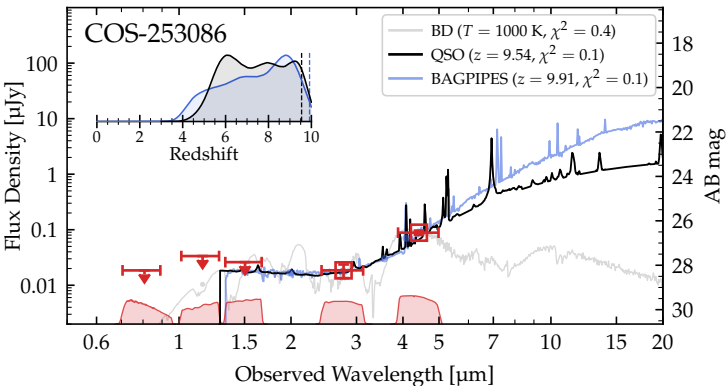 COS-253086
BD (T = 1000 K, χ² = 0.4)
QSO (z = 9.54, χ² = 0.1)
BAGPIPES (z = 9.91, χ² = 0.1)
0 2 4 6 8 10
Redshift
100
10
1
0.1
0.01
Flux Density [μJy]
18
20
22
24
26
28
30
AB mag
0.6 1 1.5 2 3 4 5 7 10 15 20
Observed Wavelength [μm]